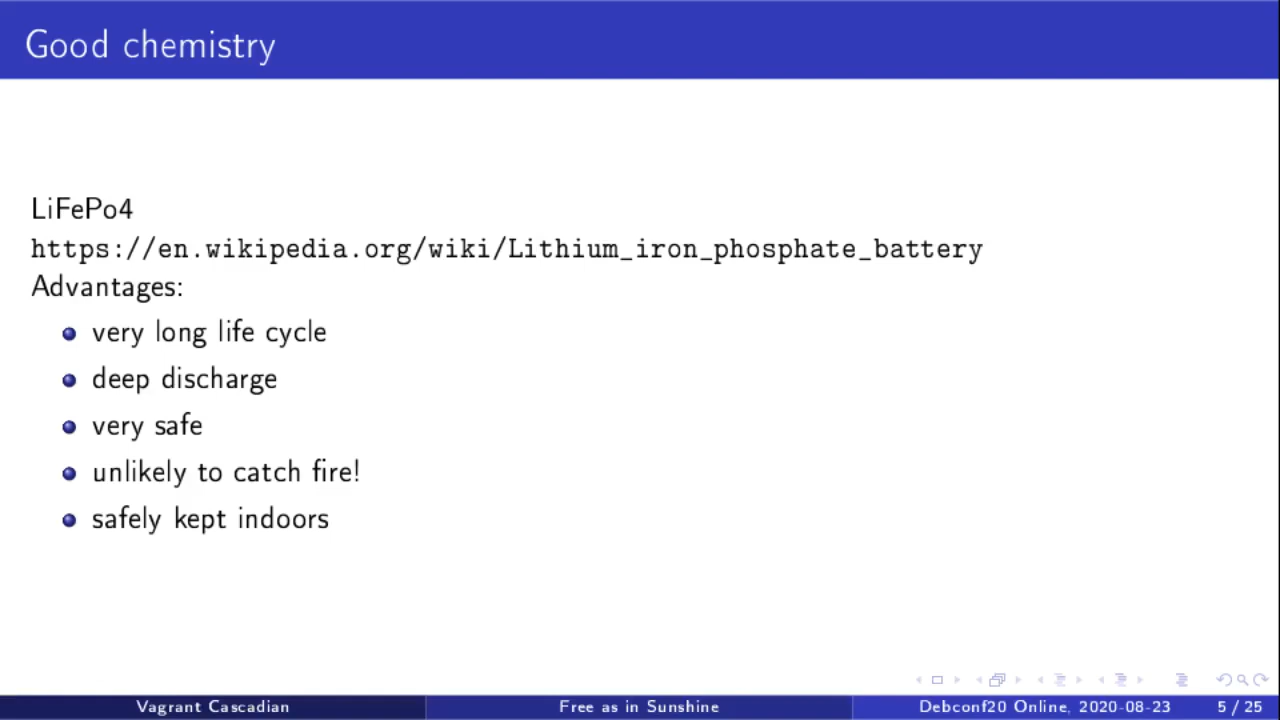 Good chemistry
LiFePo4
https://en.wikipedia.org/wiki/Lithium_iron_phosphate_battery
Advantages:
very long life cycle
deep discharge
very safe
unlikely to catch fire!
safely kept indoors
Vagrant Cascadian
Free as in Sunshine
Debconf20 Online, 2020-08-23
5 / 25